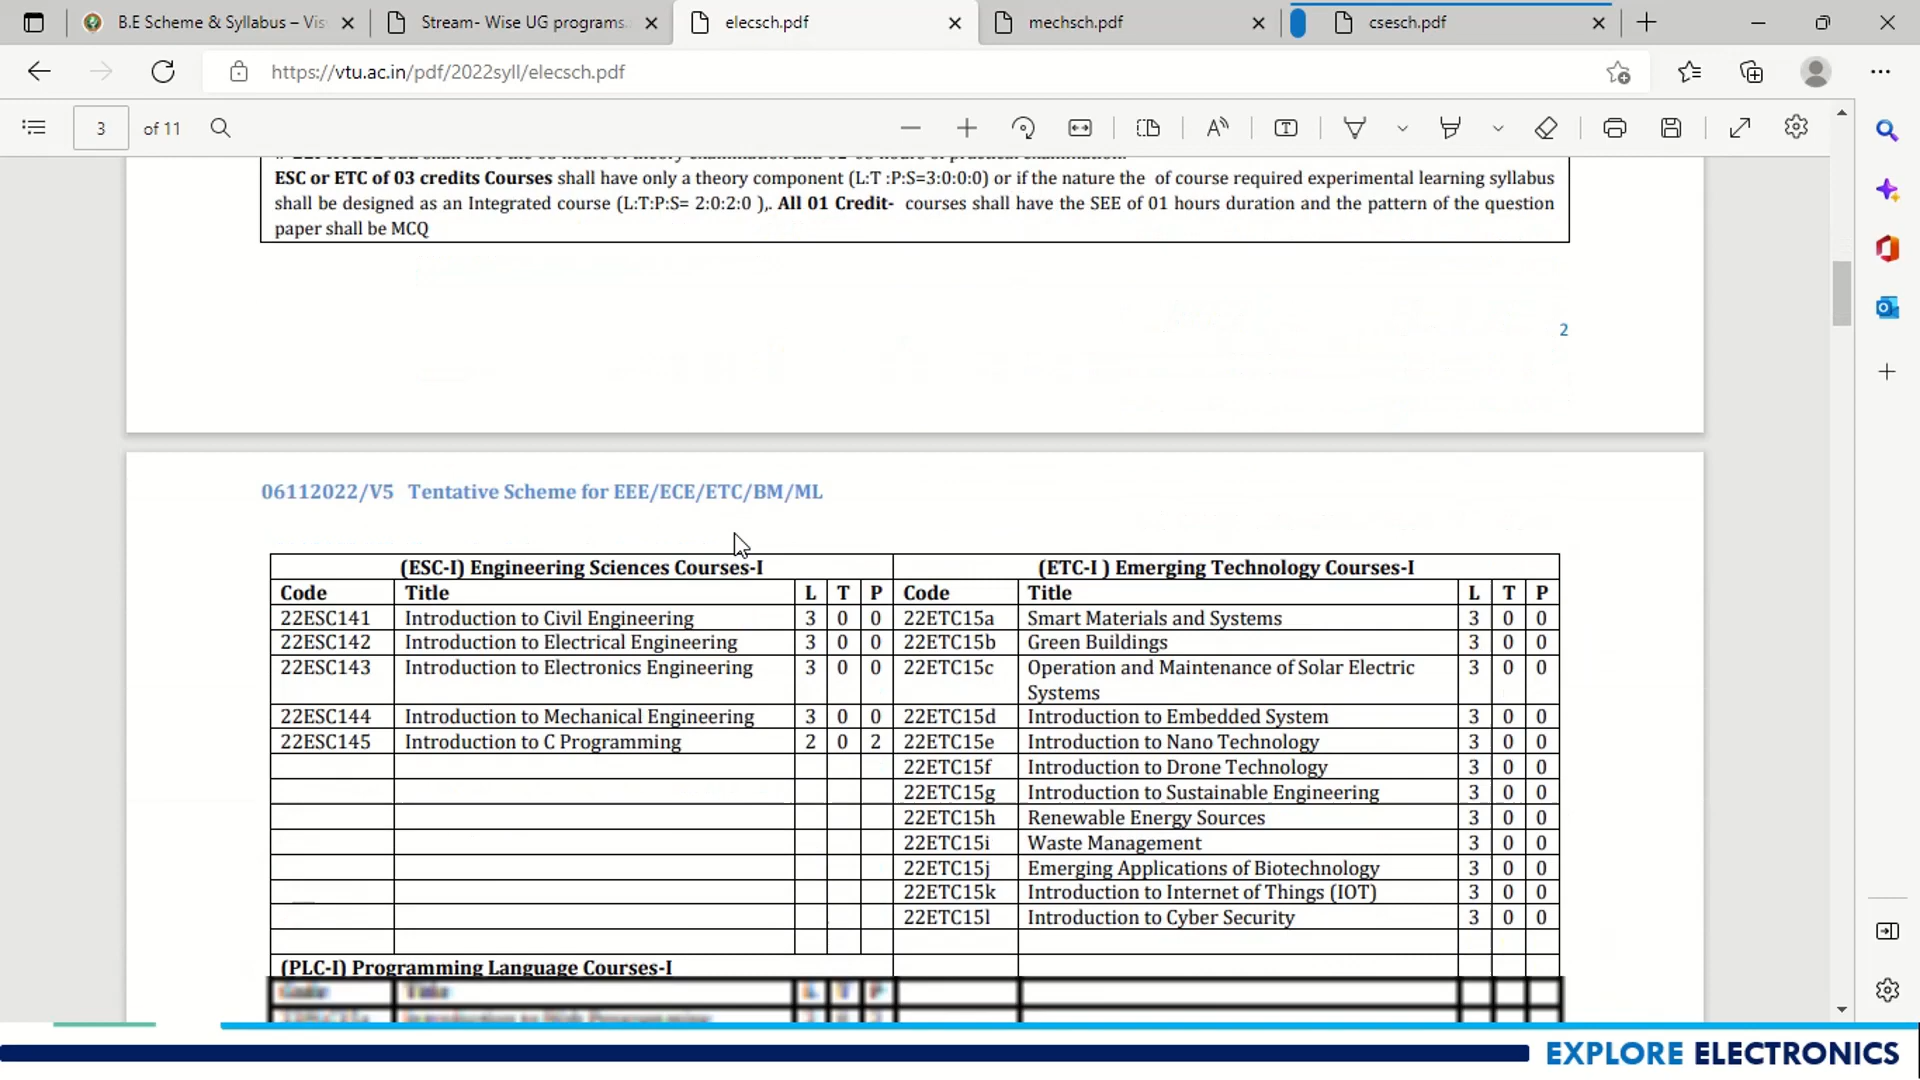 B.E Scheme & Syllabus – Vis
Stream- Wise UG programs.
elecsch.pdf
mechsch.pdf
csesch.pdf
https://vtu.ac.in/pdf/2022syll/elecsch.pdf
3 of 11
ESC or ETC of 03 credits Courses shall have only a theory component (L:T :P:S=3:0:0:0) or if the nature the of course required experimental learning syllabus
shall be designed as an Integrated course (L:T:P:S= 2:0:2:0 ),. All 01 Credit- courses shall have the SEE of 01 hours duration and the pattern of the question
paper shall be MCQ
2
06112022/V5 Tentative Scheme for EEE/ECE/ETC/BM/ML
(ESC-I) Engineering Sciences Courses-I (ETC-I ) Emerging Technology Courses-I
Code Title L T P Code Title L T P
22ESC141 Introduction to Civil Engineering 3 0 0 22ETC15a Smart Materials and Systems 3 0 0
22ESC142 Introduction to Electrical Engineering 3 0 0 22ETC15b Green Buildings 3 0 0
22ESC143 Introduction to Electronics Engineering 3 0 0 22ETC15c Operation and Maintenance of Solar Electric 3 0 0
Systems
22ESC144 Introduction to Mechanical Engineering 3 0 0 22ETC15d Introduction to Embedded System 3 0 0
22ESC145 Introduction to C Programming 2 0 2 22ETC15e Introduction to Nano Technology 3 0 0
22ETC15f Introduction to Drone Technology 3 0 0
22ETC15g Introduction to Sustainable Engineering 3 0 0
22ETC15h Renewable Energy Sources 3 0 0
22ETC15i Waste Management 3 0 0
22ETC15j Emerging Applications of Biotechnology 3 0 0
22ETC15k Introduction to Internet of Things (IOT) 3 0 0
22ETC15l Introduction to Cyber Security 3 0 0
(PLC-I) Programming Language Courses-I
Code Title L T P
EXPLORE ELECTRONICS